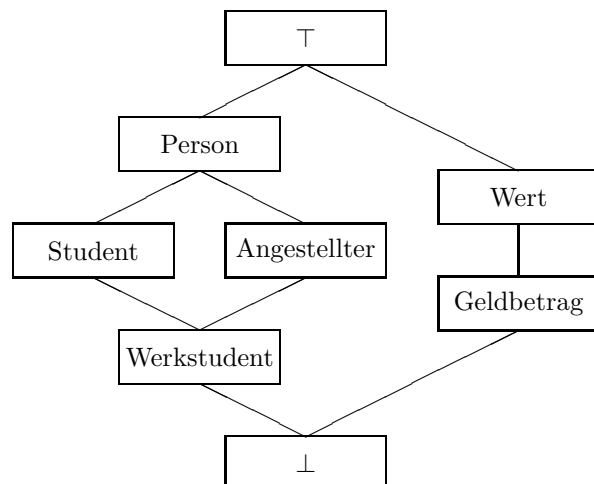 ⊤
Person
Wert
Student
Angestellter
Geldbetrag
Werkstudent
⊥